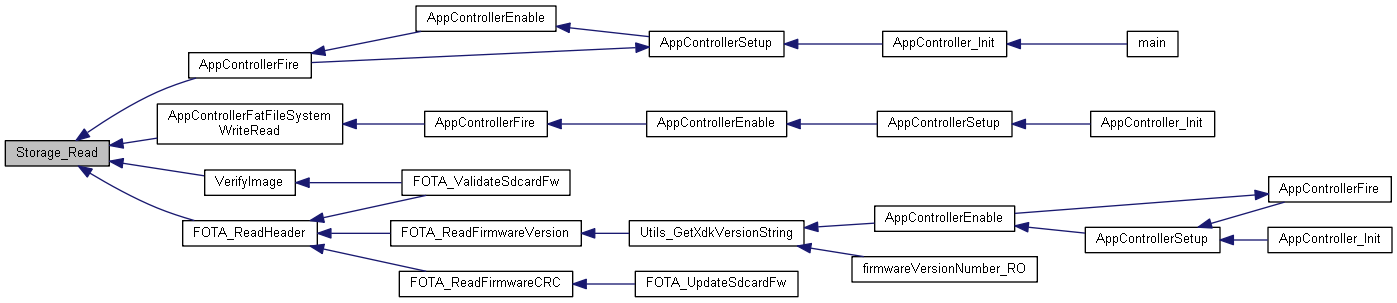 AppControllerEnable
AppControllerSetup
AppController_Init
main
AppControllerFire
AppControllerFatFileSystem
WriteRead
AppControllerFire
AppControllerEnable
AppControllerSetup
AppController_Init
Storage_Read
VerifyImage
FOTA_ValidateSdcardFw
AppControllerFire
AppControllerEnable
FOTA_ReadHeader
FOTA_ReadFirmwareVersion
Utils_GetXdkVersionString
AppControllerSetup
AppController_Init
firmwareVersionNumber_RO
FOTA_ReadFirmwareCRC
FOTA_UpdateSdcardFw